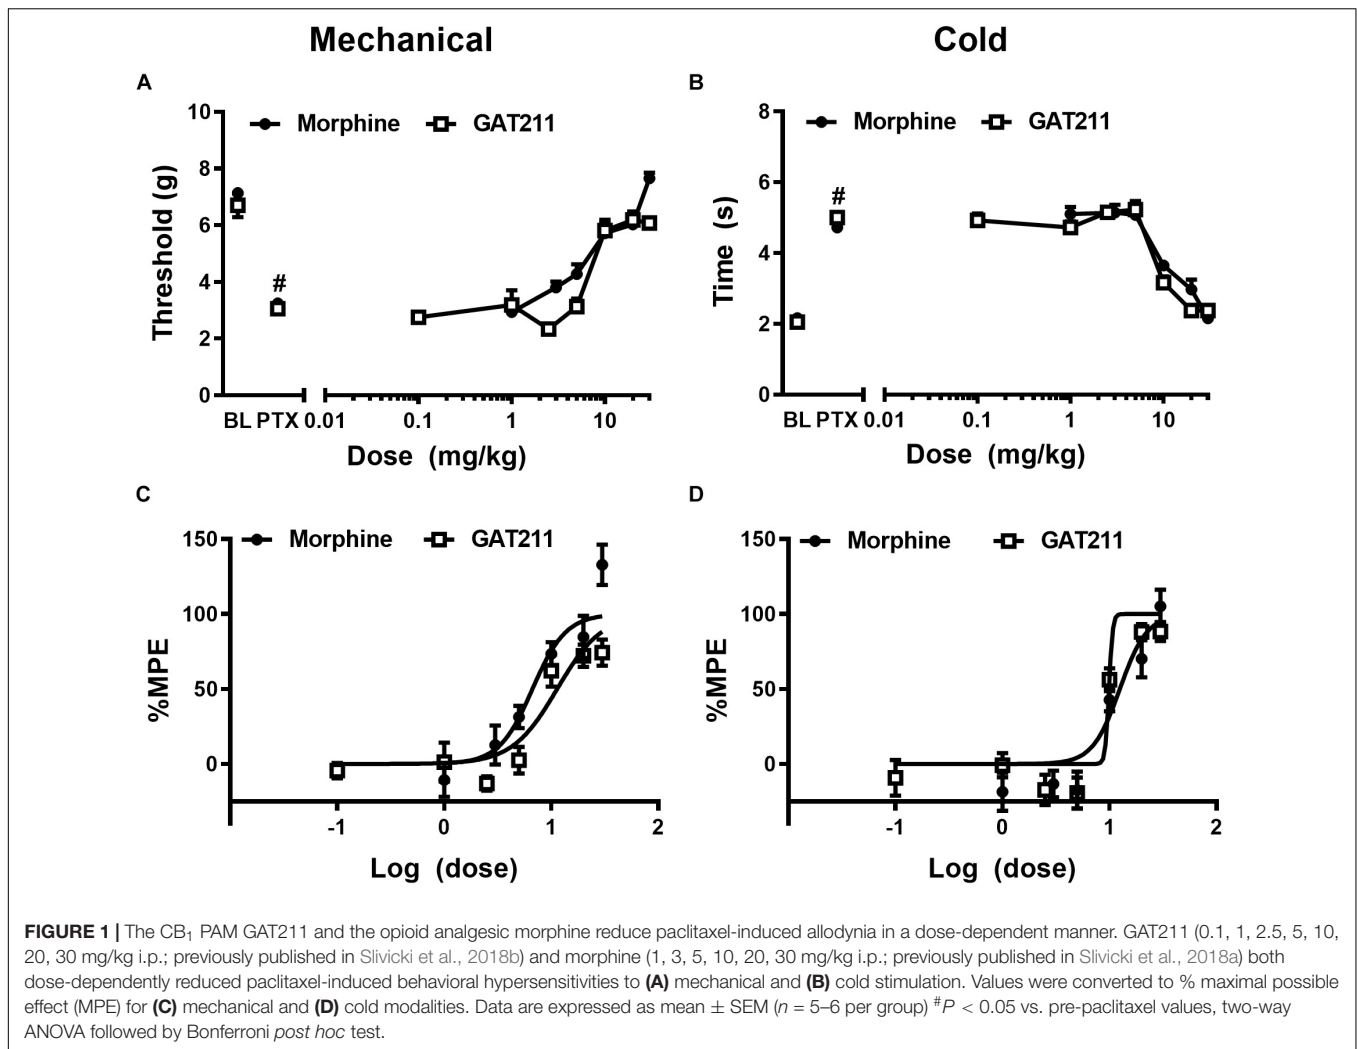 Mechanical
Cold
A
B
Morphine
GAT211
Morphine
GAT211
Threshold (g)
10
8
6
4
2
0
#
BL PTX 0.01 0.1 1 10
Dose (mg/kg)
Time (s)
8
6
4
2
0
#
BL PTX 0.01 0.1 1 10
Dose (mg/kg)
C
D
Morphine
GAT211
Morphine
GAT211
%MPE
150
100
50
0
-1 0 1 2
Log (dose)
%MPE
150
100
50
0
-1 0 1 2
Log (dose)
FIGURE 1 | The CB₁ PAM GAT211 and the opioid analgesic morphine reduce paclitaxel-induced allodynia in a dose-dependent manner. GAT211 (0.1, 1, 2.5, 5, 10,
20, 30 mg/kg i.p.; previously published in Slivicki et al., 2018b) and morphine (1, 3, 5, 10, 20, 30 mg/kg i.p.; previously published in Slivicki et al., 2018a) both
dose-dependently reduced paclitaxel-induced behavioral hypersensitivities to (A) mechanical and (B) cold stimulation. Values were converted to % maximal possible
effect (MPE) for (C) mechanical and (D) cold modalities. Data are expressed as mean ± SEM (n = 5–6 per group) #P < 0.05 vs. pre-paclitaxel values, two-way
ANOVA followed by Bonferroni post hoc test.